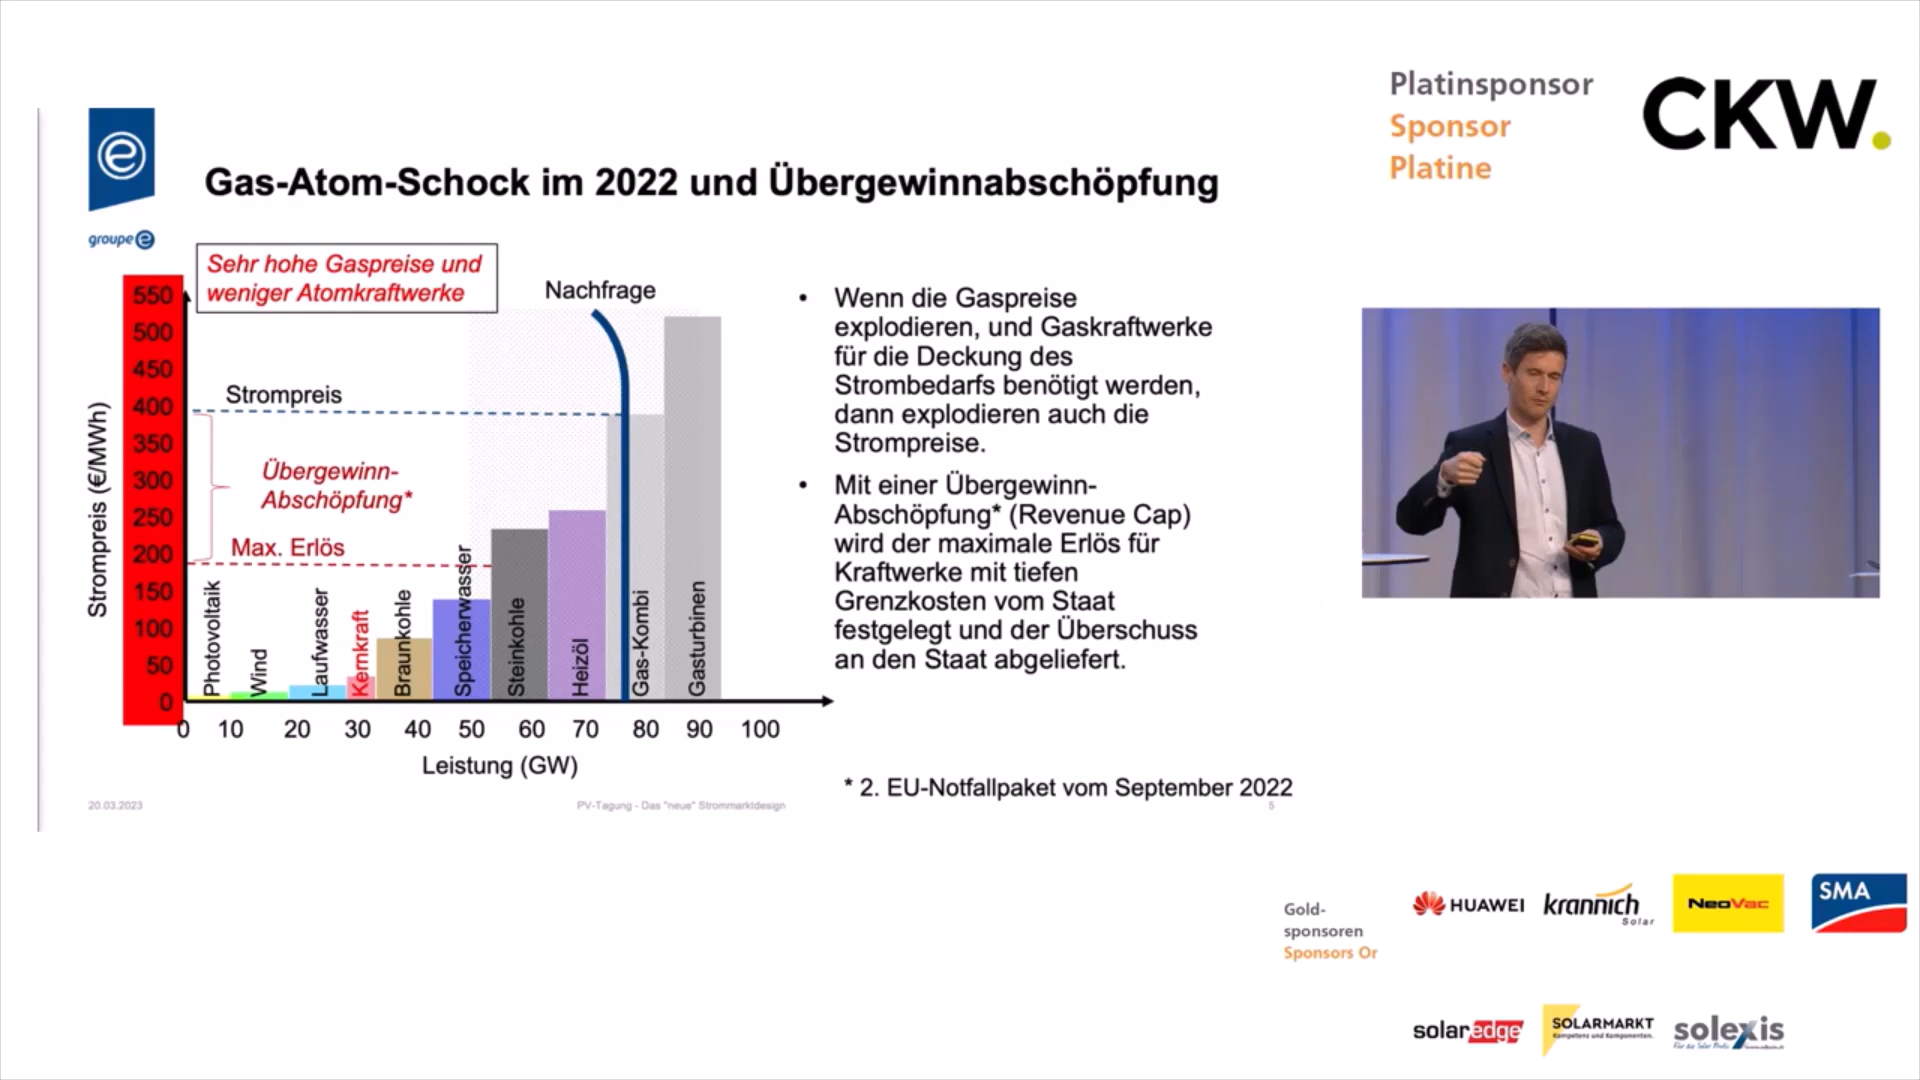 Platinsponsor
Sponsor
Platine
CKW.
groupe e
Gas-Atom-Schock im 2022 und Übergewinnabschöpfung
Sehr hohe Gaspreise und
weniger Atomkraftwerke
Nachfrage
Strompreis (€/MWh)
550
500
450
400
350
300
250
200
150
100
50
0
Strompreis
Übergewinn-
Abschöpfung*
Max. Erlös
Photovoltaik
Wind
Laufwasser
Kernkraft
Braunkohle
Speicherwasser
Steinkohle
Heizöl
Gas-Kombi
Gasturbinen
0 10 20 30 40 50 60 70 80 90 100
Leistung (GW)
• Wenn die Gaspreise
explodieren, und Gaskraftwerke
für die Deckung des
Strombedarfs benötigt werden,
dann explodieren auch die
Strompreise.
• Mit einer Übergewinn-
Abschöpfung* (Revenue Cap)
wird der maximale Erlös für
Kraftwerke mit tiefen
Grenzkosten vom Staat
festgelegt und der Überschuss
an den Staat abgeliefert.
* 2. EU-Notfallpaket vom September 2022
20.03.2023
PV-Tagung - Das "neue" Strommarktdesign
5
Gold-
sponsoren
Sponsors Or
HUAWEI
krannich
Solar
NeoVac
SMA
solaredge
SOLARMARKT
Kompetenz und Komponenten.
solexis